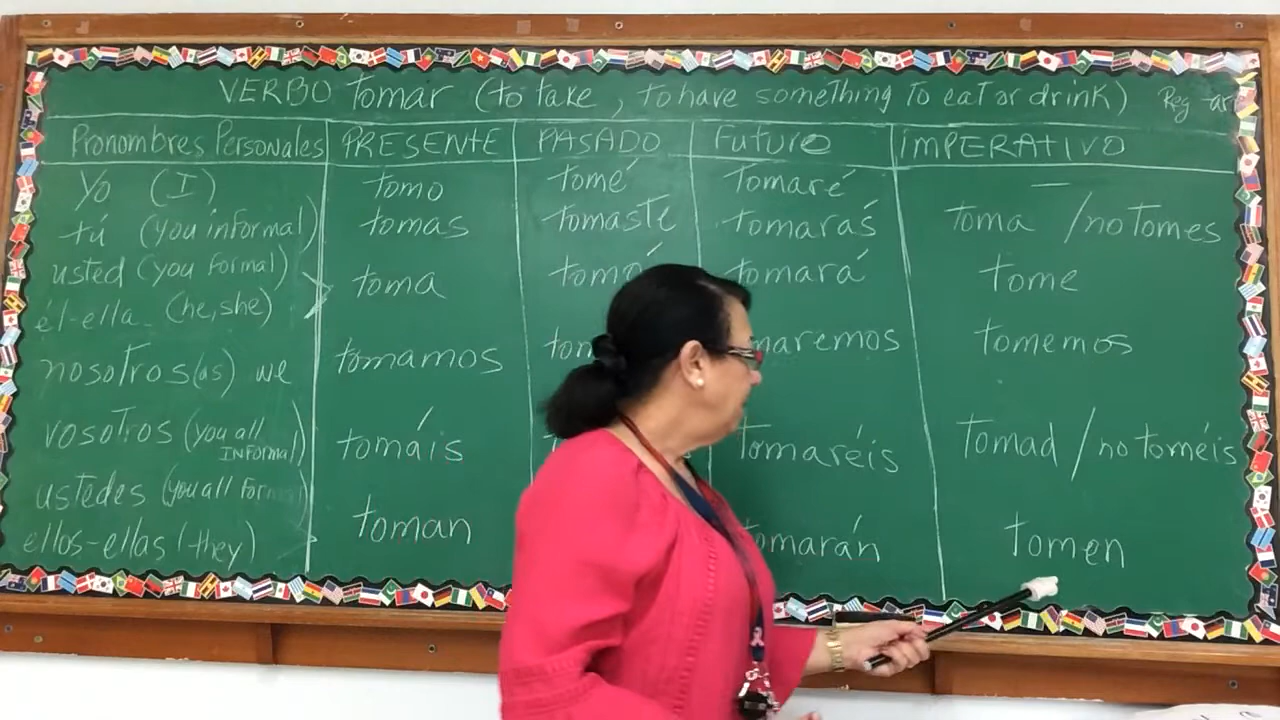 VERBO tomar (to take, to have something to eat or drink) Reg -ar
Pronombres Personales PRESENTE PASADO Futuro IMPERATIVO
Yo (I) tomo tomé Tomaré —
tú (you informal) tomas tomaste tomarás toma / no tomes
usted (you formal) toma tomó tomará tome
él-ella (he, she)
nosotros(as) we tomamos tom maremos tomemos
vosotros (you all INFORMAl) tomáis tomaréis tomad / no toméis
ustedes (you all Formal
ellos-ellas (they) toman omarán tomen